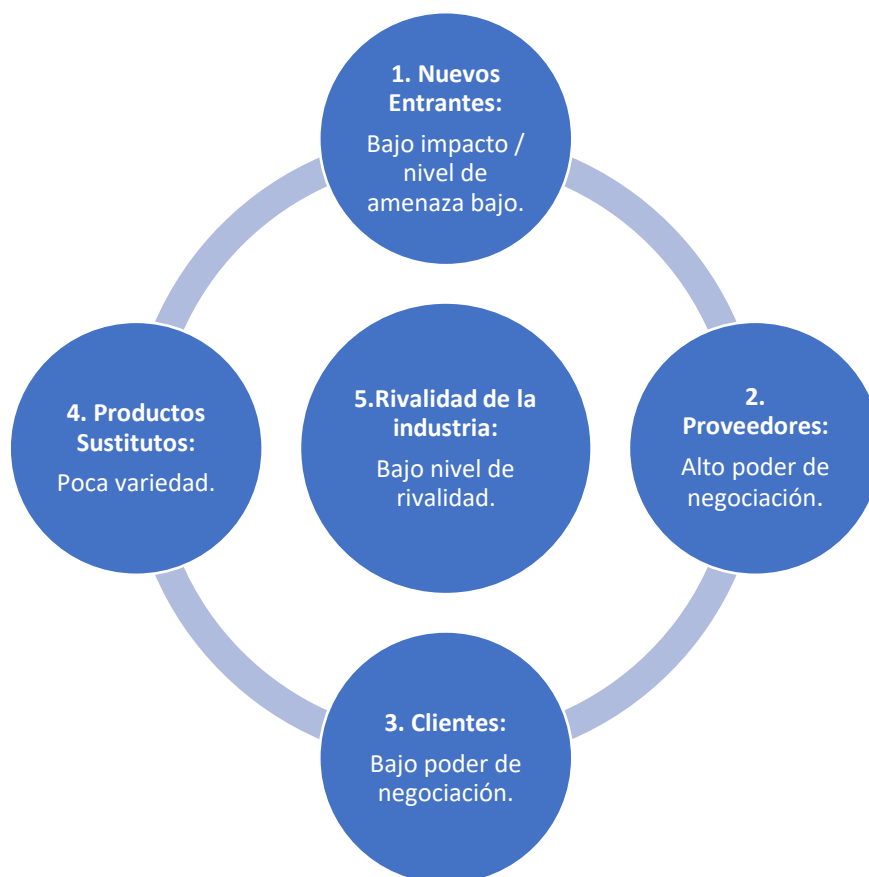 1. Nuevos
Entrantes:
Bajo impacto /
nivel de
amenaza bajo.
2.
Proveedores:
Alto poder de
negociación.
3. Clientes:
Bajo poder de
negociación.
4. Productos
Sustitutos:
Poca variedad.
5.Rivalidad de la
industria:
Bajo nivel de
rivalidad.